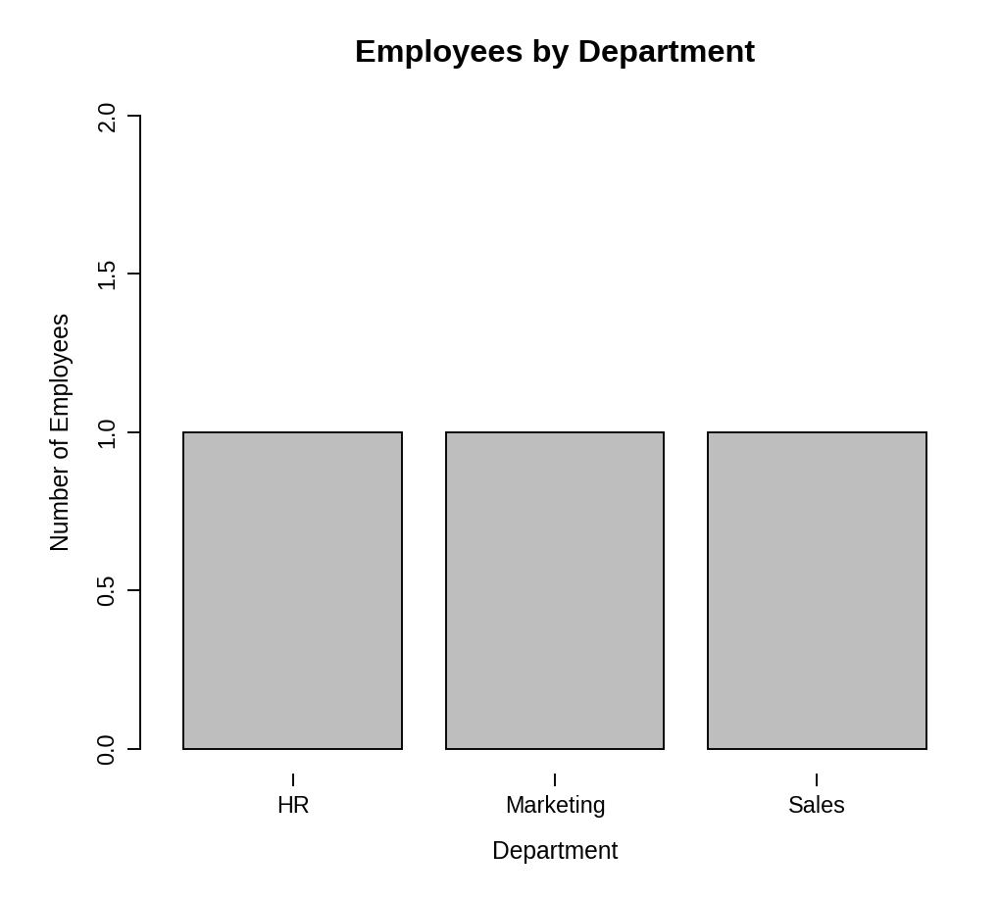 Employees by Department
2.0
1.5
1.0
0.5
0.0
Number of Employees
HR Marketing Sales
Department